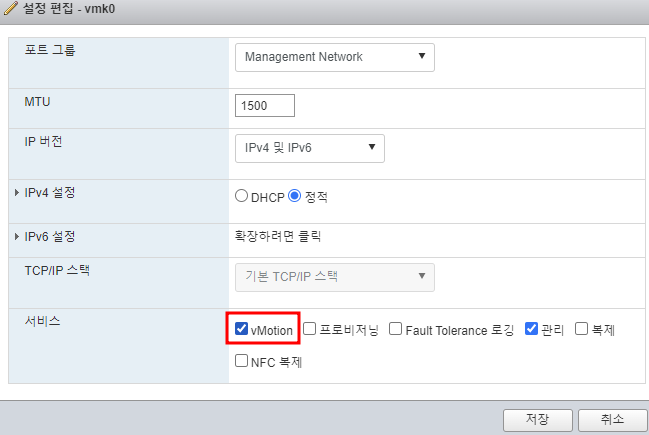 설정 편집 - vmk0
포트 그룹
Management Network
MTU
1500
IP 버전
IPv4 및 IPv6
IPv4 설정
DHCP 정적
IPv6 설정
확장하려면 클릭
TCP/IP 스택
기본 TCP/IP 스택
서비스
vMotion 프로비저닝 Fault Tolerance 로깅 관리 복제
NFC 복제
저장 취소